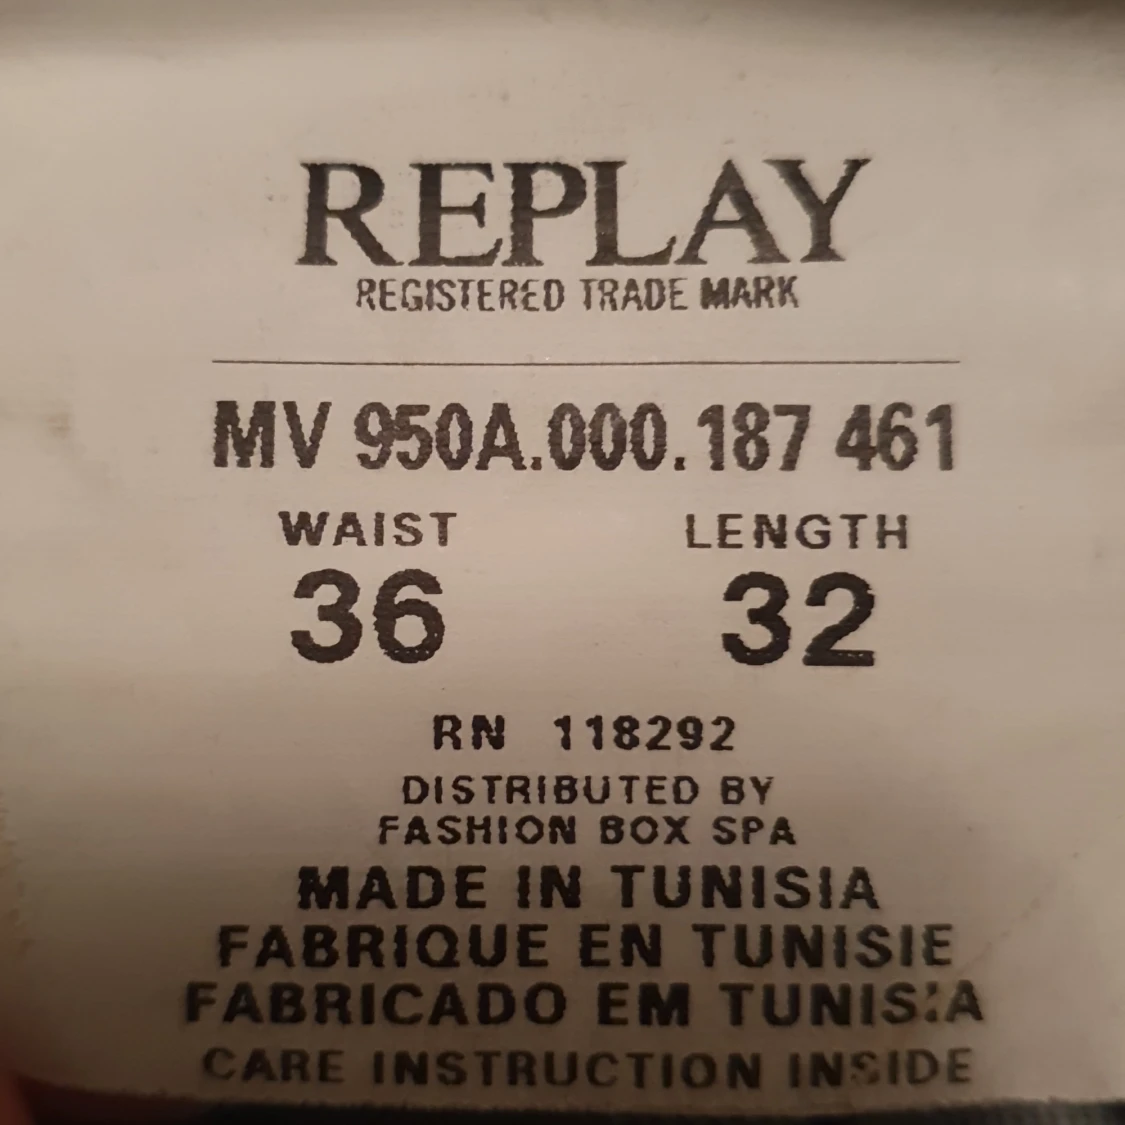 REPLAY
REGISTERED TRADE MARK
MV 950A.000.187 461
WAIST LENGTH
36 32
RN 118292
DISTRIBUTED BY
FASHION BOX SPA
MADE IN TUNISIA
FABRIQUE EN TUNISIE
FABRICADO EM TUNISIA
CARE INSTRUCTION INSIDE